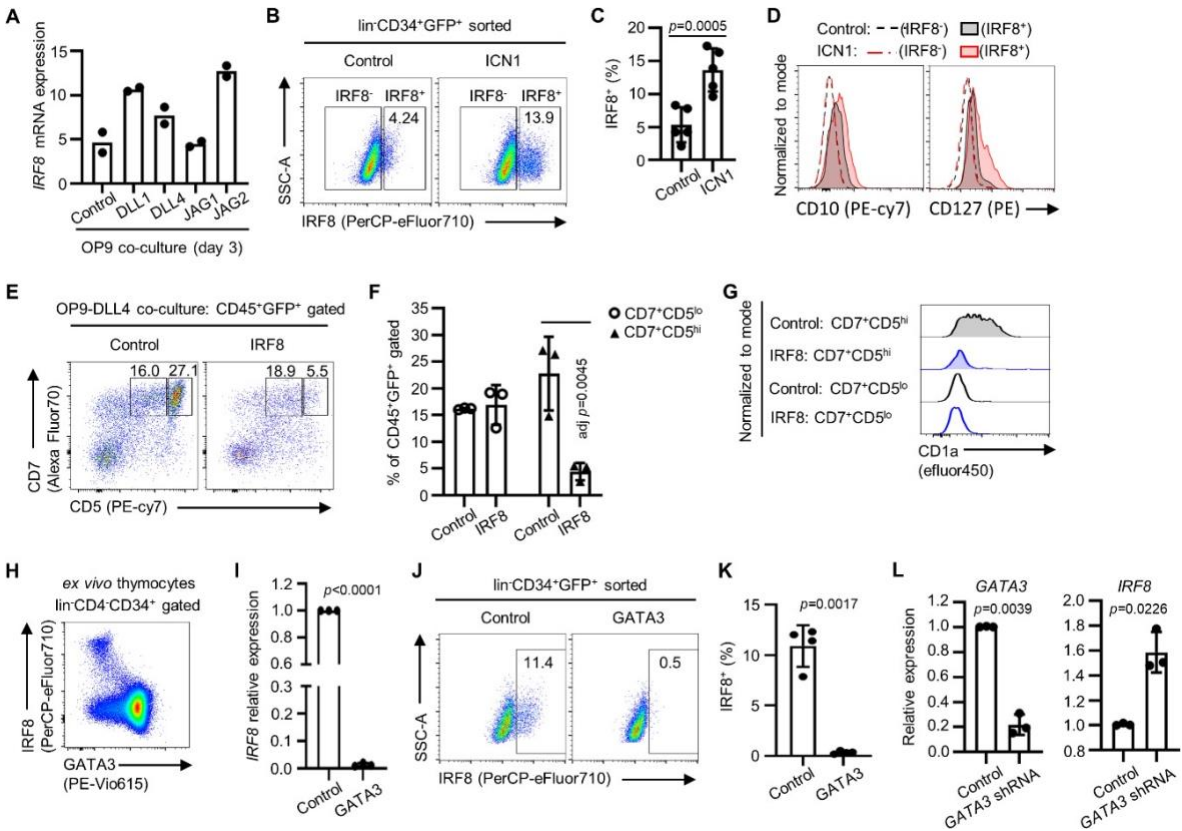 A
IRF8 mRNA expression
15
10
5
0
Control
DLL1
DLL4
JAG1
JAG2
OP9 co-culture (day 3)
B
lin-CD34+GFP+ sorted
Control
ICN1
IRF8-
IRF8+
4.24
IRF8-
IRF8+
13.9
SSC-A
IRF8 (PerCP-eFluor710)
C
p=0.0005
IRF8+ (%)
20
15
10
5
0
Control
ICN1
D
Control: (IRF8-) (IRF8+)
ICN1: (IRF8-) (IRF8+)
Normalized to mode
CD10 (PE-cy7)
CD127 (PE)
E
OP9-DLL4 co-culture: CD45+GFP+ gated
Control
IRF8
16.0 27.1
18.9 5.5
CD7
(Alexa Fluor70)
CD5 (PE-cy7)
F
% of CD45+GFP+ gated
35
30
25
20
15
10
5
0
CD7+CD5lo
CD7+CD5hi
adj p=0.0045
Control
IRF8
Control
IRF8
G
Normalized to mode
Control: CD7+CD5hi
IRF8: CD7+CD5hi
Control: CD7+CD5lo
IRF8: CD7+CD5lo
CD1a
(efluor450)
H
ex vivo thymocytes
lin-CD4-CD34+ gated
IRF8
(PerCP-eFluor710)
GATA3
(PE-Vio615)
I
IRF8 relative expression
p<0.0001
1.2
1.0
0.8
0.6
0.3
0.2
0.1
0.0
Control
GATA3
J
lin-CD34+GFP+ sorted
Control
GATA3
11.4
0.5
SSC-A
IRF8 (PerCP-eFluor710)
K
p=0.0017
IRF8+ (%)
15
10
5
0
Control
GATA3
L
GATA3
p=0.0039
Relative expression
1.2
1.0
0.8
0.6
0.4
0.2
0.0
Control
GATA3 shRNA
IRF8
p=0.0226
2.0
1.8
1.6
1.4
1.2
1.0
0.8
Control
GATA3 shRNA